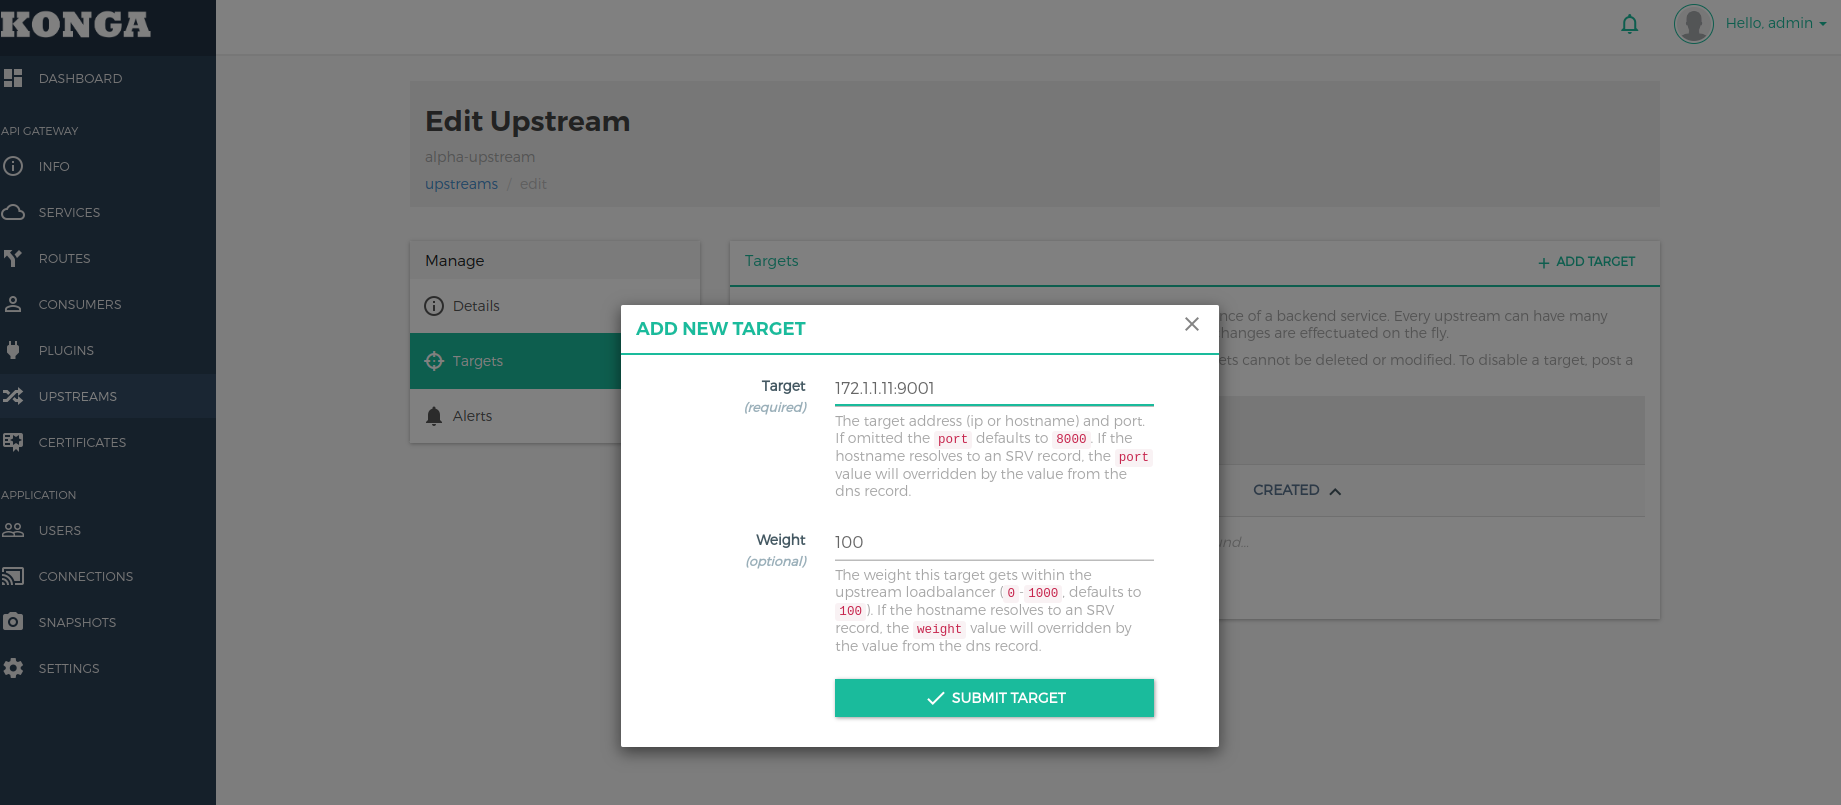 KONGA
Hello, admin
DASHBOARD
API GATEWAY
INFO
SERVICES
ROUTES
CONSUMERS
PLUGINS
UPSTREAMS
CERTIFICATES
APPLICATION
USERS
CONNECTIONS
SNAPSHOTS
SETTINGS
Edit Upstream
alpha-upstream
upstreams / edit
Manage
Details
Targets
Alerts
Targets
+ ADD TARGET
of a backend service. Every upstream can have many
are effectuated on the fly.
cannot be deleted or modified. To disable a target, post a
CREATED
ADD NEW TARGET
Target
(required)
172.1.1.11:9001
The target address (ip or hostname) and port.
If omitted the port defaults to 8000. If the
hostname resolves to an SRV record, the port
value will overridden by the value from the
dns record.
Weight
(optional)
100
The weight this target gets within the
upstream loadbalancer (0-1000, defaults to
100). If the hostname resolves to an SRV
record, the weight value will overridden by
the value from the dns record.
SUBMIT TARGET